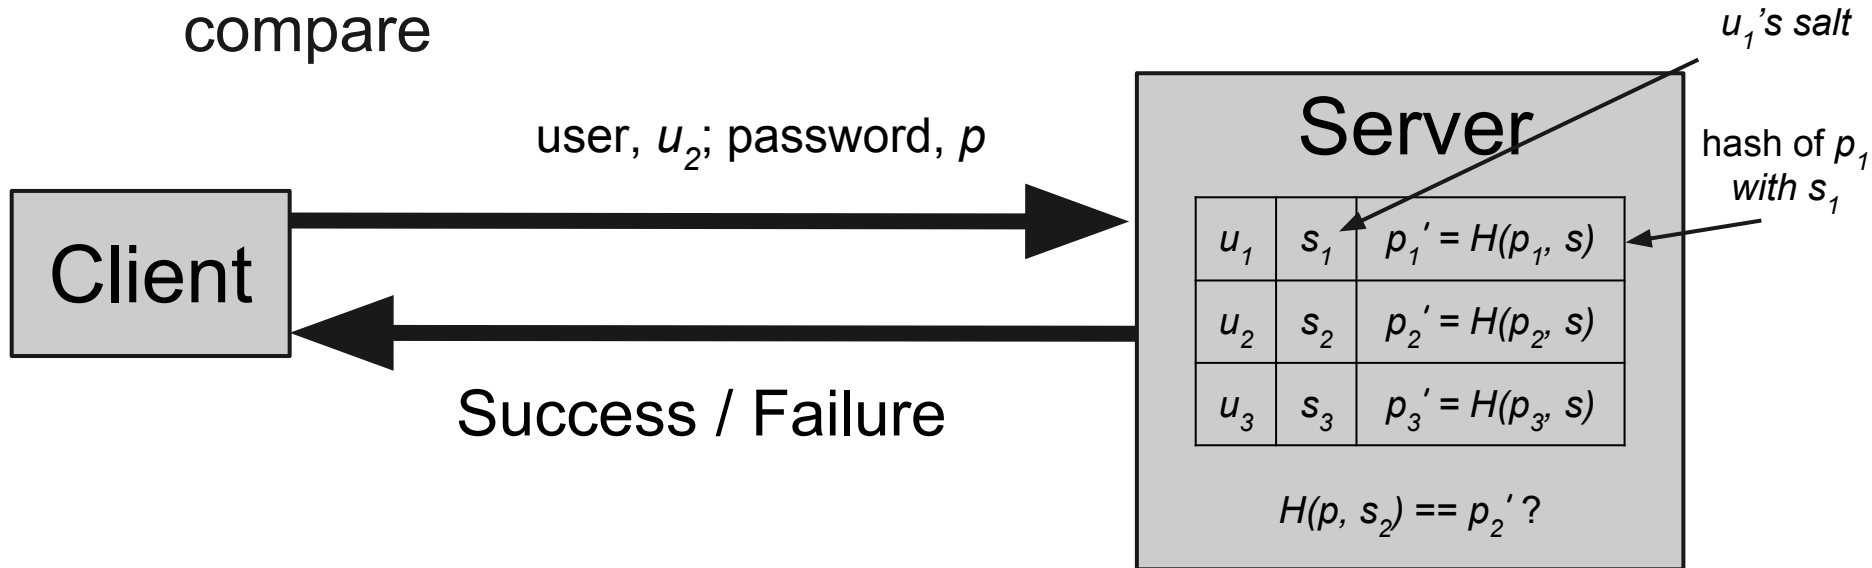 compare
u₁'s salt
user, u₂; password, p
Server
hash of p₁
with s₁
Client
u₁ s₁ p₁' = H(p₁, s)
u₂ s₂ p₂' = H(p₂, s)
u₃ s₃ p₃' = H(p₃, s)
Success / Failure
H(p, s₂) == p₂' ?